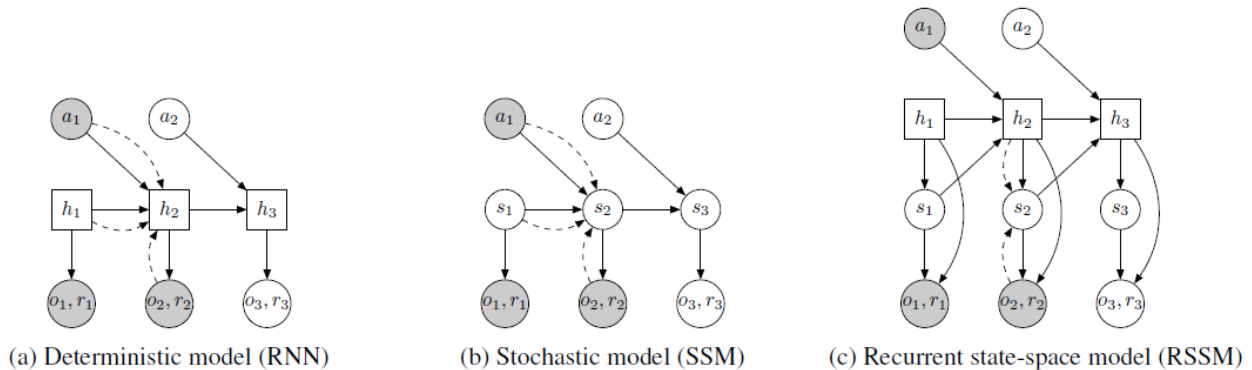 a₁ a₂
h₁ h₂ h₃
o₁, r₁ o₂, r₂ o₃, r₃
(a) Deterministic model (RNN)
a₁ a₂
s₁ s₂ s₃
o₁, r₁ o₂, r₂ o₃, r₃
(b) Stochastic model (SSM)
a₁ a₂
h₁ h₂ h₃
s₁ s₂ s₃
o₁, r₁ o₂, r₂ o₃, r₃
(c) Recurrent state-space model (RSSM)